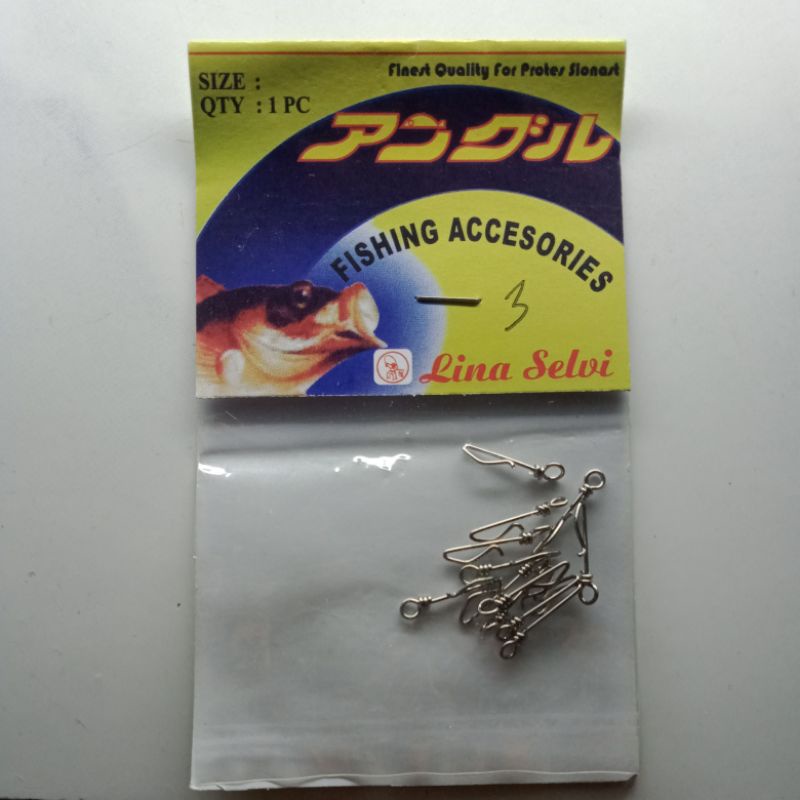 Finest Quality For Protes Sionast
SIZE :
QTY : 1 PC
アングル
FISHING ACCESORIES
3
Lina Selvi